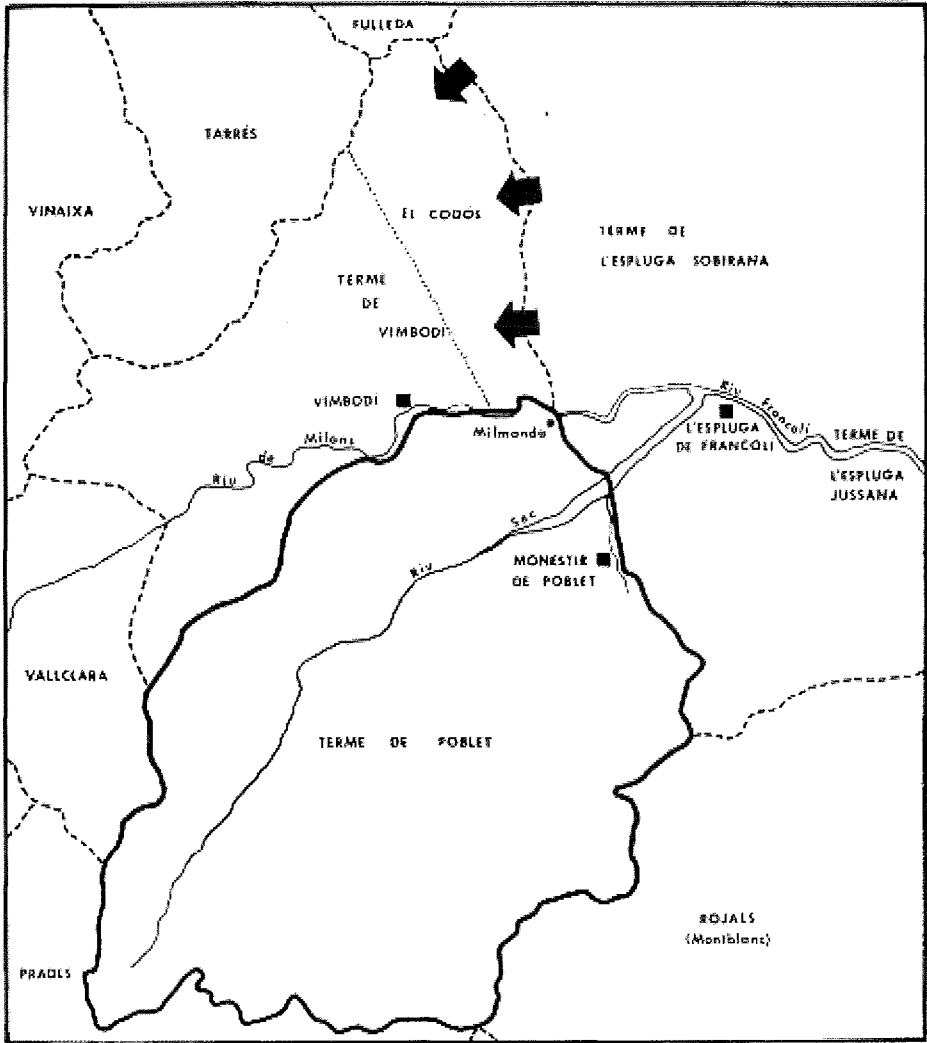 FULLEDA
TARRÉS
VINAIXA
EL CODÓS
TERME DE
L'ESPLUGA SOBIRANA
TERME
DE
VIMBODÍ
VIMBODÍ
Milmanda
Riu Francolí
L'ESPLUGA
DE FRANCOLÍ
TERME DE
L'ESPLUGA
JUSSANA
Riu de Milans
Riu Sec
MONESTIR
DE POBLET
VALLCLARA
TERME DE POBLET
ROJALS
(Montblanc)
PRADES